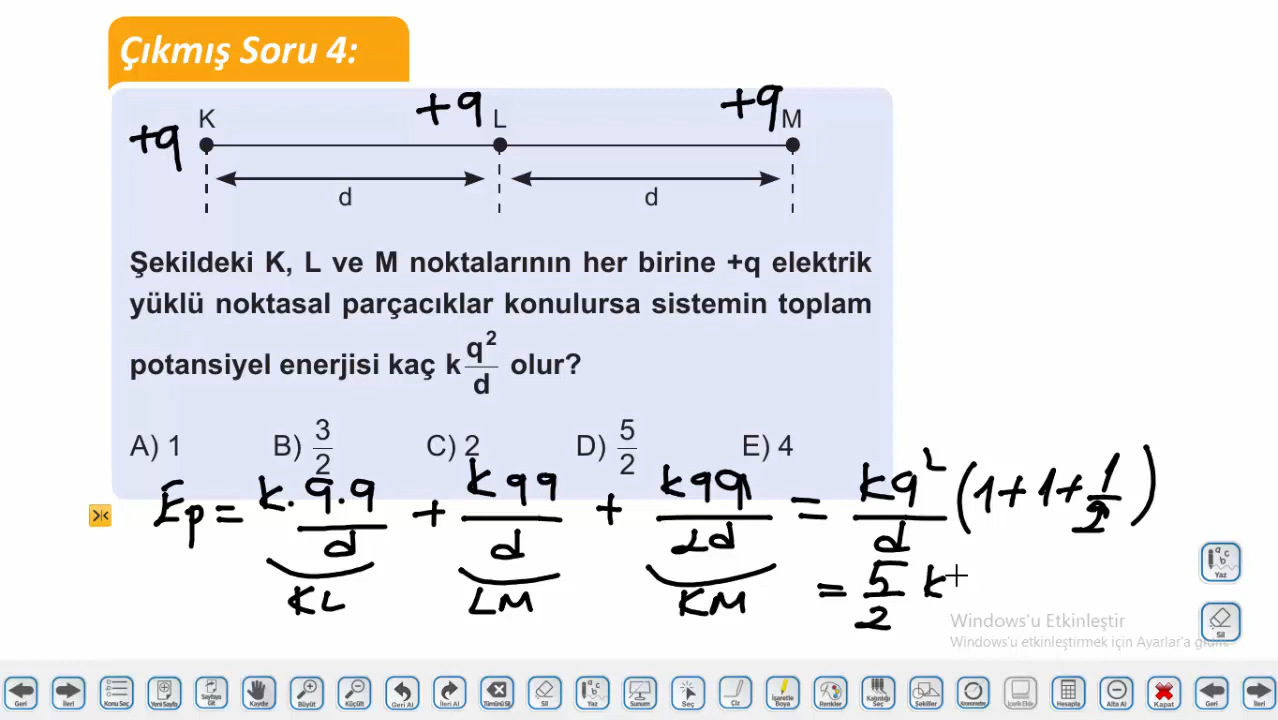 Çıkmış Soru 4:
+q K +q L +q M
d d
Şekildeki K, L ve M noktalarının her birine +q elektrik
yüklü noktasal parçacıklar konulursa sistemin toplam
potansiyel enerjisi kaç k q²/d olur?
A) 1 B) 3/2 C) 2 D) 5/2 E) 4
Ep = k.q.q/d + kqq/d + kqq/2d = kq²/d (1+1+1/2)
KL LM KM = 5/2 k
Yaz
Windows'u Etkinleştir
Windows'u etkinleştirmek için Ayarlar'a gidin.
Sil
Geri İleri Konu Seç Yeni Sayfa Sayfaya Git Kaydır Büyüt Küçült Geri Al İleri Al Tümünü Sil Sil Yaz Sunum Seç Çiz İşaretle Boya Renkler Kalınlığı Seç Şekiller Kronometre İçerik Ekle Hesapla Alta Al Kapat Geri İleri